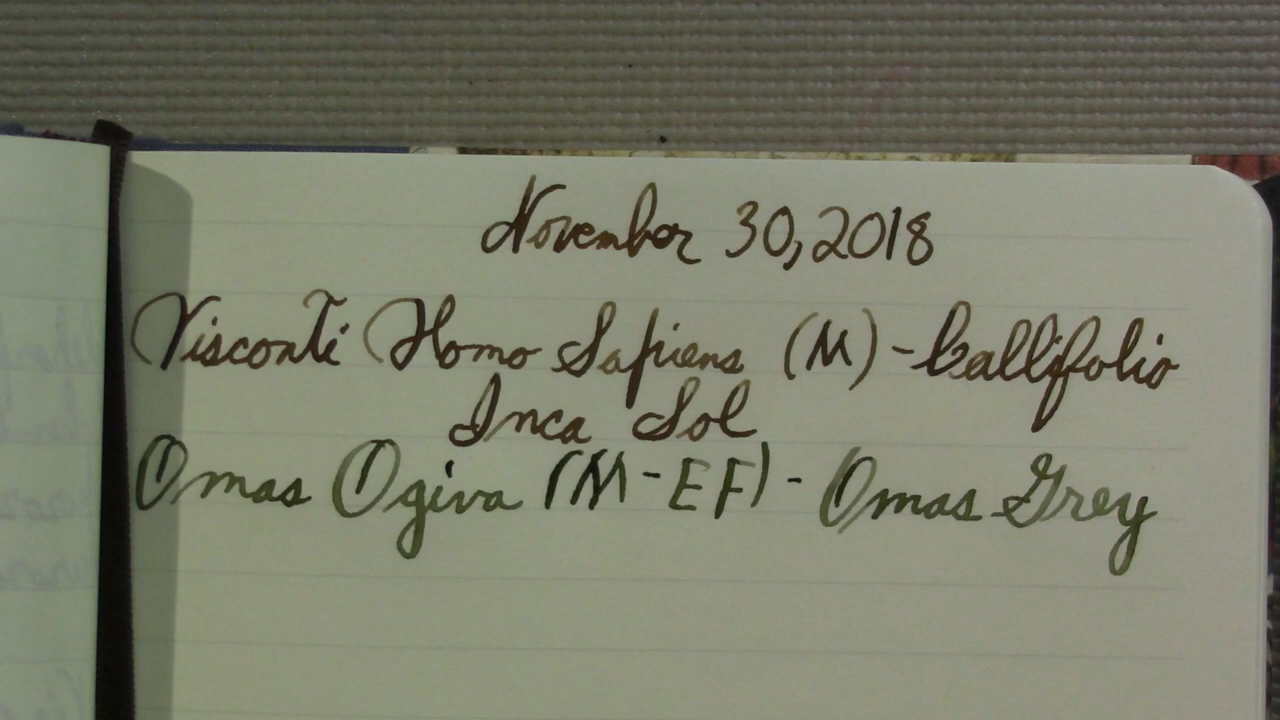 November 30, 2018
Visconti Homo Sapiens (M) - Callifolio
Inca Sol
Omas Ogiva (M-EF) - Omas Grey